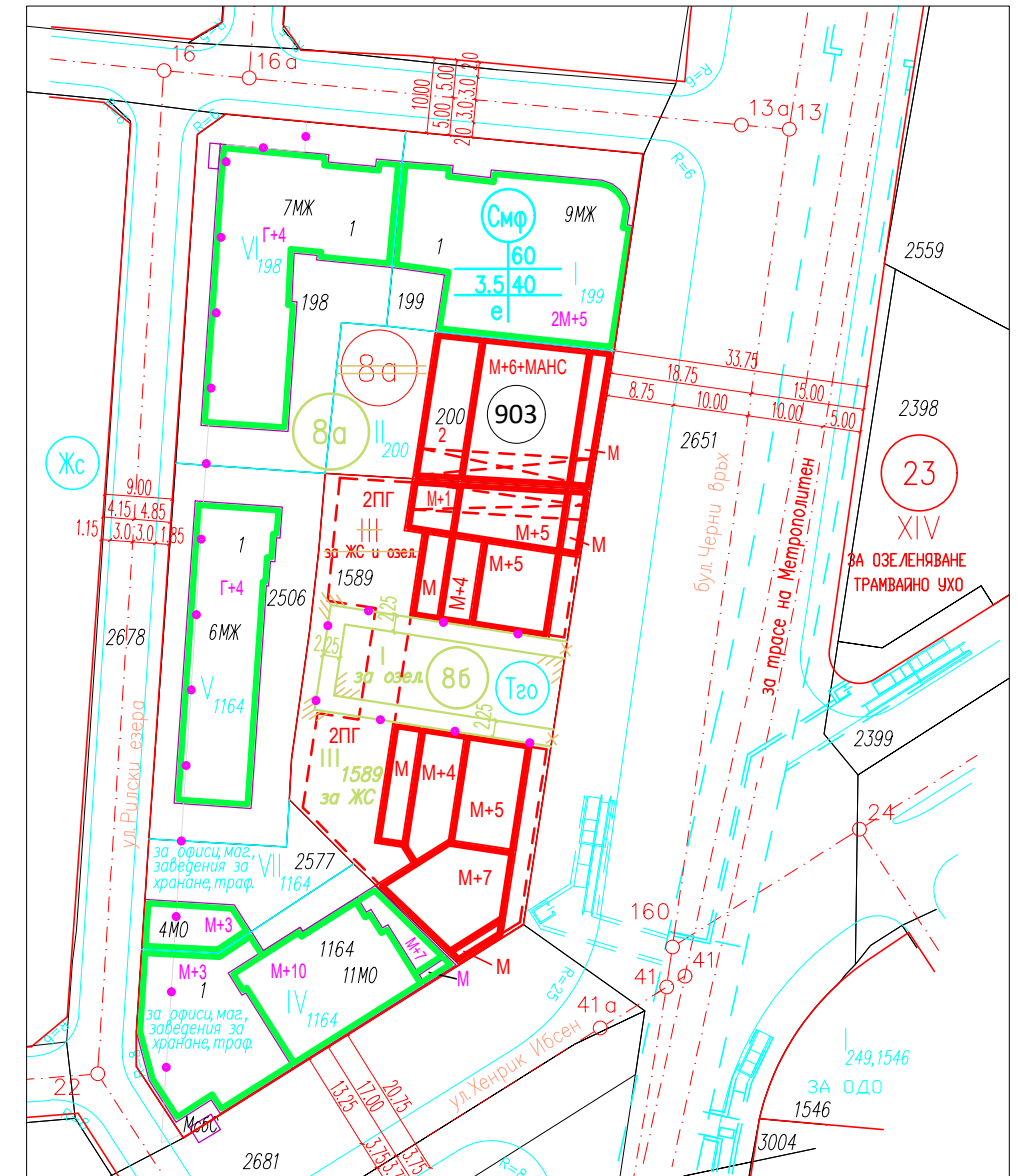 16
16а
R=6
10.00
5.00 5.00
2.0 3.0 3.0 2.0
R=6
13а 13
R=6
7МЖ
1
Г+4
VI
198
198
1
9МЖ
Смф
60
3.5 40
е
I
199
2М+5
199
2559
8а
8а
II
200
М+6+МАНС
903
200
2
М
33.75
18.75
15.00
8.75
10.00
10.00
5.00
2651
2398
23
XIV
ЗА ОЗЕЛЕНЯВАНЕ
ТРАМВАЙНО УХО
Жс
9.00
4.15 4.85
1.15
3.0 3.0
1.85
2ПГ
III
за ЖС и озел.
1589
М+1
М+5
М
М+5
М
М+4
бул. Черни връх
за трасе на Метрополитен
1
Г+4
6МЖ
2506
2678
V
1164
2.25
2.25
I
за озел.
8б
Тго
2.25
2ПГ
III
1589
за ЖС
М
М+4
М+5
М+7
М
2399
24
ул. Рилски езера
за офиси, маг.,
заведения за
хранане, траф.
VII
1164
2577
4МО
М+3
М+3
1
за офиси, маг.,
заведения за
хранане, траф.
М+10
1164
11МО
IV
1164
М+7
М
160
41
41
41а
R=25
ул. Хенрик Ибсен
22
Мсбс
13.25
17.00
20.75
3.75
3.75
2681
R=8
249,1546
ЗА ОДО
1546
3004